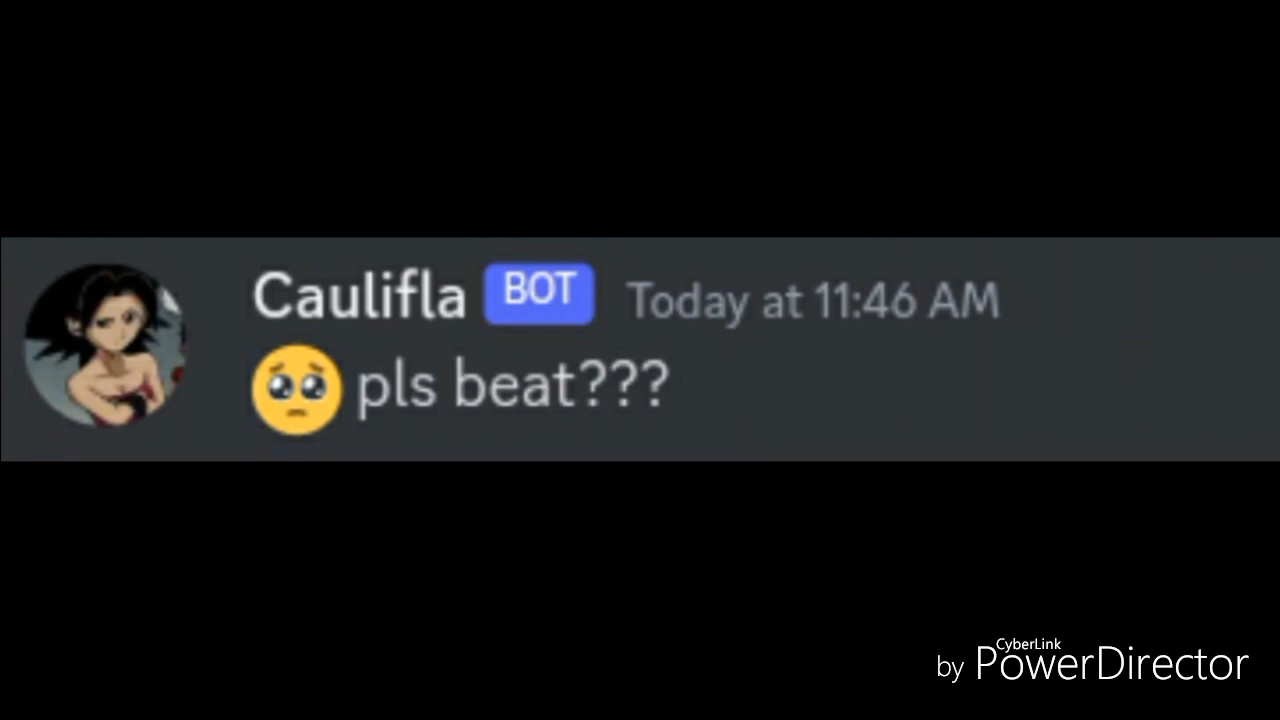 Caulifla BOT Today at 11:46 AM
🥺 pls beat???
CyberLink
by PowerDirector